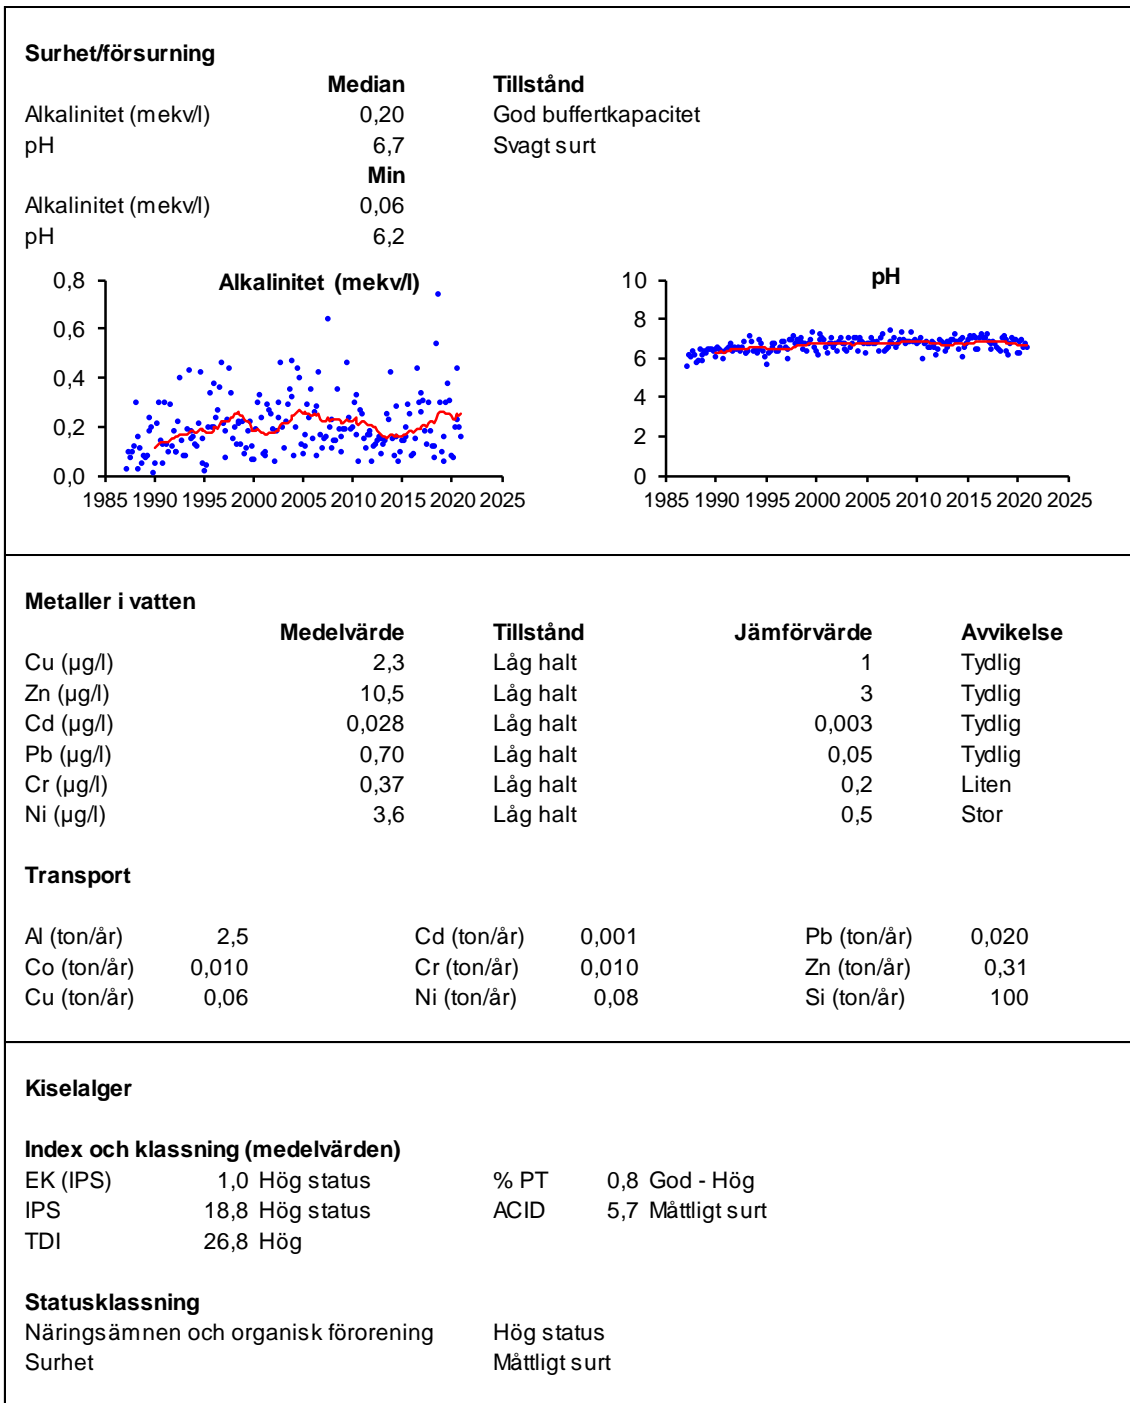 Surhet/försurning
Median Tillstånd
Alkalinitet (mekv/l) 0,20 God buffertkapacitet
pH 6,7 Svagt surt
Min
Alkalinitet (mekv/l) 0,06
pH 6,2
Alkalinitet (mekv/l)
0,8
0,6
0,4
0,2
0,0
1985 1990 1995 2000 2005 2010 2015 2020 2025
pH
10
8
6
4
2
0
1985 1990 1995 2000 2005 2010 2015 2020 2025
Metaller i vatten
Medelvärde Tillstånd Jämförvärde Avvikelse
Cu (µg/l) 2,3 Låg halt 1 Tydlig
Zn (µg/l) 10,5 Låg halt 3 Tydlig
Cd (µg/l) 0,028 Låg halt 0,003 Tydlig
Pb (µg/l) 0,70 Låg halt 0,05 Tydlig
Cr (µg/l) 0,37 Låg halt 0,2 Liten
Ni (µg/l) 3,6 Låg halt 0,5 Stor
Transport
Al (ton/år) 2,5 Cd (ton/år) 0,001 Pb (ton/år) 0,020
Co (ton/år) 0,010 Cr (ton/år) 0,010 Zn (ton/år) 0,31
Cu (ton/år) 0,06 Ni (ton/år) 0,08 Si (ton/år) 100
Kiselalger
Index och klassning (medelvärden)
EK (IPS) 1,0 Hög status % PT 0,8 God - Hög
IPS 18,8 Hög status ACID 5,7 Måttligt surt
TDI 26,8 Hög
Statusklassning
Näringsämnen och organisk förorening Hög status
Surhet Måttligt surt